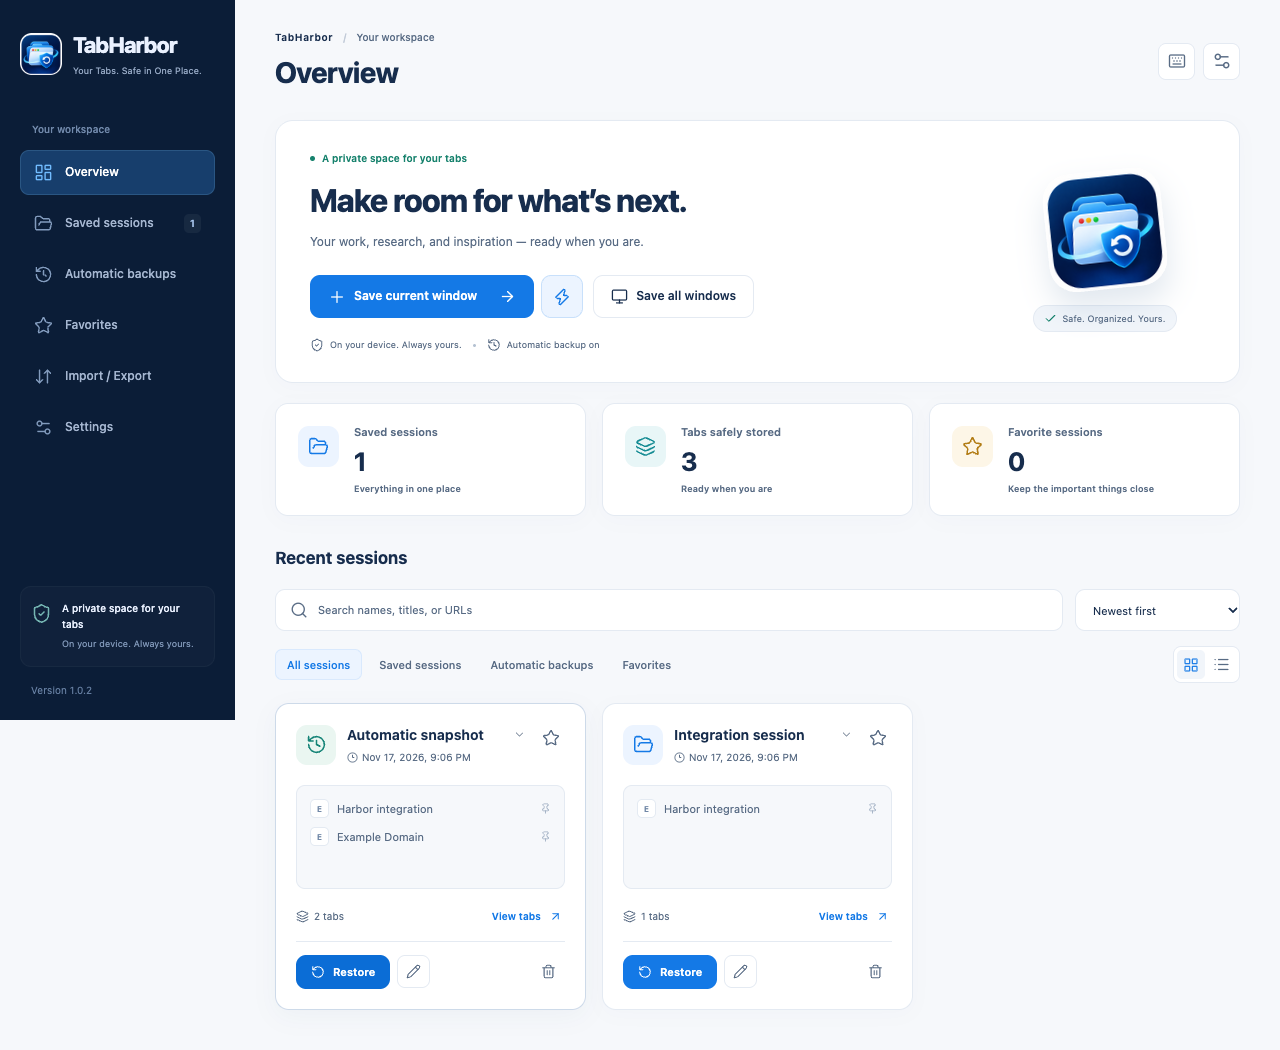 TabHarbor
Your Tabs. Safe in One Place.
Your workspace
Overview
Saved sessions 1
Automatic backups
Favorites
Import / Export
Settings
A private space for your tabs
On your device. Always yours.
Version 1.0.2
TabHarbor / Your workspace
Overview
A private space for your tabs
Make room for what’s next.
Your work, research, and inspiration — ready when you are.
Save current window
Save all windows
On your device. Always yours. • Automatic backup on
Safe. Organized. Yours.
Saved sessions
1
Everything in one place
Tabs safely stored
3
Ready when you are
Favorite sessions
0
Keep the important things close
Recent sessions
Search names, titles, or URLs
Newest first
All sessions
Saved sessions
Automatic backups
Favorites
Automatic snapshot
Nov 17, 2026, 9:06 PM
E Harbor integration
E Example Domain
2 tabs
View tabs
Restore
Integration session
Nov 17, 2026, 9:06 PM
E Harbor integration
1 tabs
View tabs
Restore